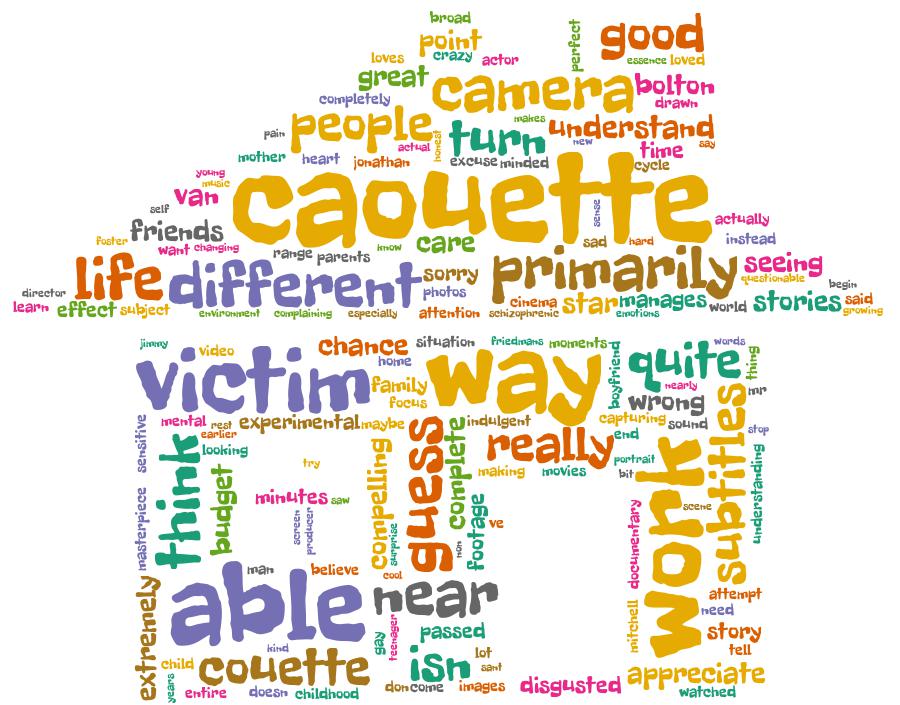 broad
point
good
perfect
loves
crazy
actor
essence
loved
great
camera
bolton
completely
drawn
people
makes
understand
pain
actual
honest
turn
new
time
say
mother
heart
jonathan
excuse
minded
cycle
young
music
van
caouette
sense
self
friends
actually
foster
want
changing
range
parents
know
care
sad
hard
instead
life
different
sorry
primarily
seeing
questionable
director
photos
begin
learn
effect
subject
environment
complaining
especially
attention
schizophrenic
cinema
star
emotions
manages
world
stories
said
growing
jimmy
video
chance
situation
friedmans
moments
boyfriend
quite
words
thing
victim
home
family
way
nearly
focus
wrong
mr
mental
rest
earlier
experimental
maybe
indulgent
capturing
sound
stop
sensitive
think
looking
budget
compelling
guess
complete
really
end
subtitles
try
portrait
understanding
making
movies
bit
work
masterpiece
minutes
saw
screen
producer
surprise
non
footage
ve
scene
documentary
man
believe
cool
extremely
able
near
attempt
need
mitchell
gay
teenager
passed
story
tell
kind
child
couette
isn
lot
sant
appreciate
years
entire
doesn
childhood
don
come
images
disgusted
watched